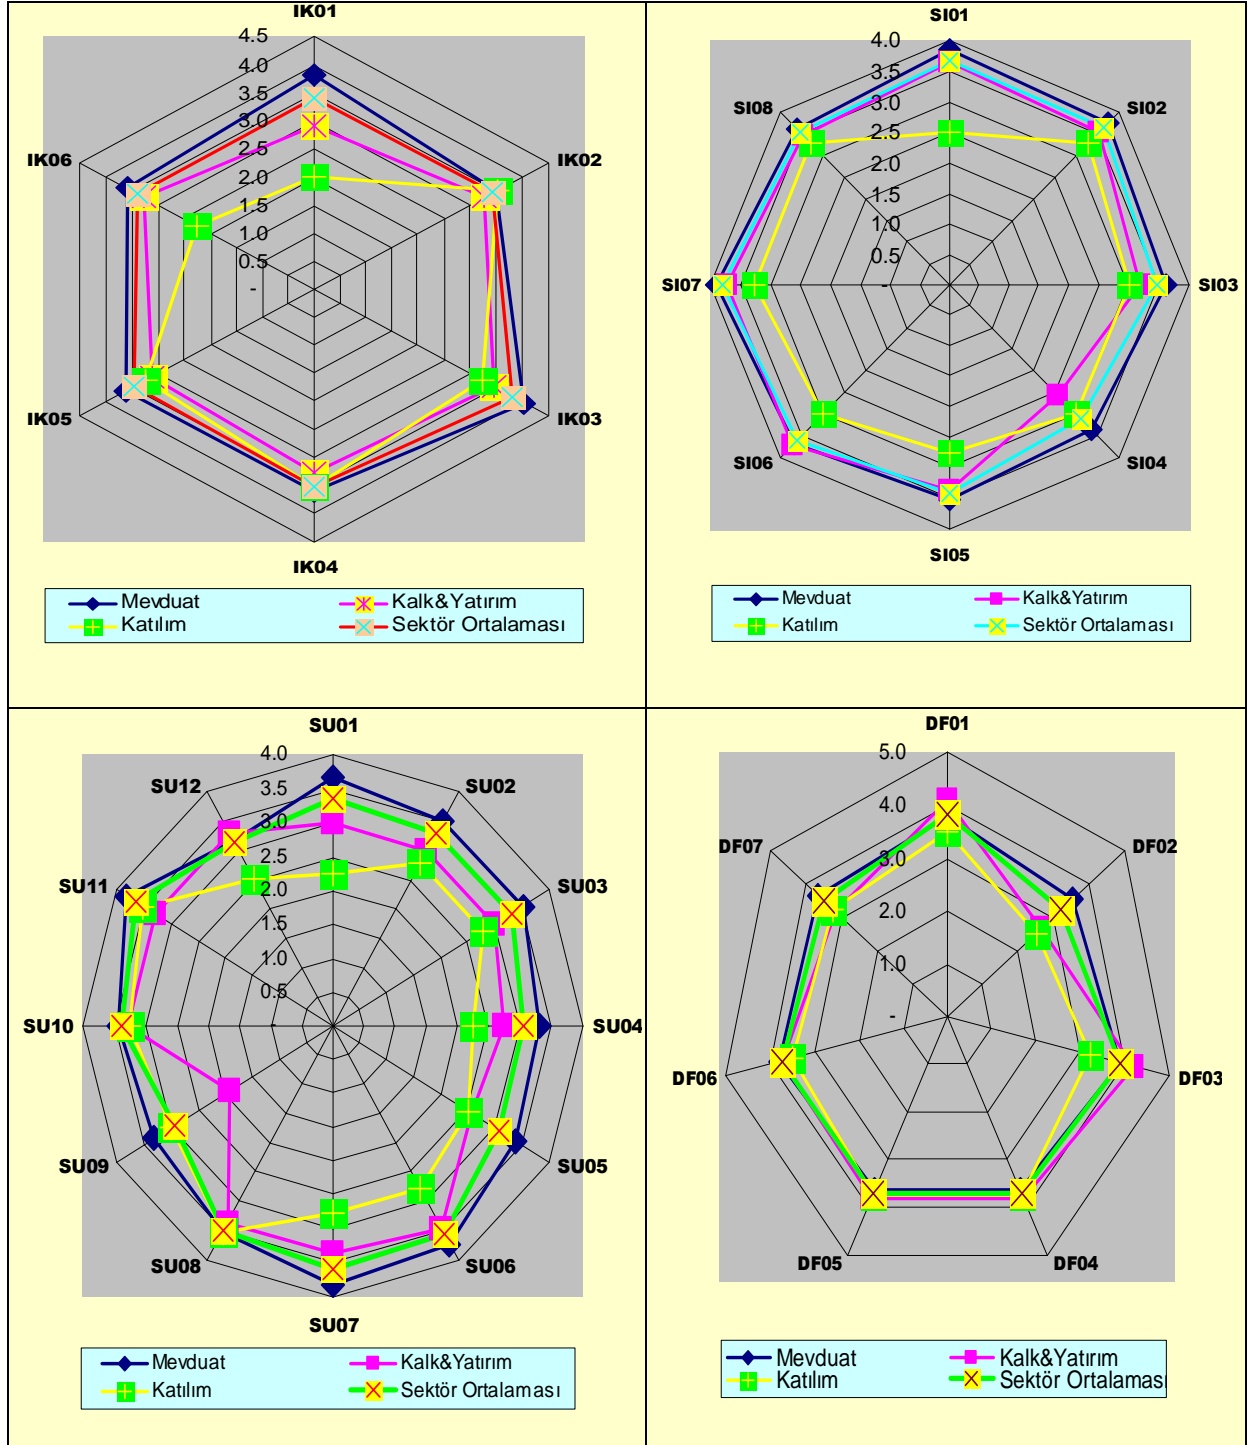 IK01
4.5
4.0
3.5
3.0
2.5
2.0
1.5
1.0
0.5
-
IK02
IK03
IK04
IK05
IK06
Mevduat
Kalk&Yatırım
Katılım
Sektör Ortalaması
SI01
4.0
3.5
3.0
2.5
2.0
1.5
1.0
0.5
-
SI02
SI03
SI04
SI05
SI06
SI07
SI08
Mevduat
Kalk&Yatırım
Katılım
Sektör Ortalaması
SU01
4.0
3.5
3.0
2.5
2.0
1.5
1.0
0.5
-
SU02
SU03
SU04
SU05
SU06
SU07
SU08
SU09
SU10
SU11
SU12
Mevduat
Kalk&Yatırım
Katılım
Sektör Ortalaması
DF01
5.0
4.0
3.0
2.0
1.0
-
DF02
DF03
DF04
DF05
DF06
DF07
Mevduat
Kalk&Yatırım
Katılım
Sektör Ortalaması